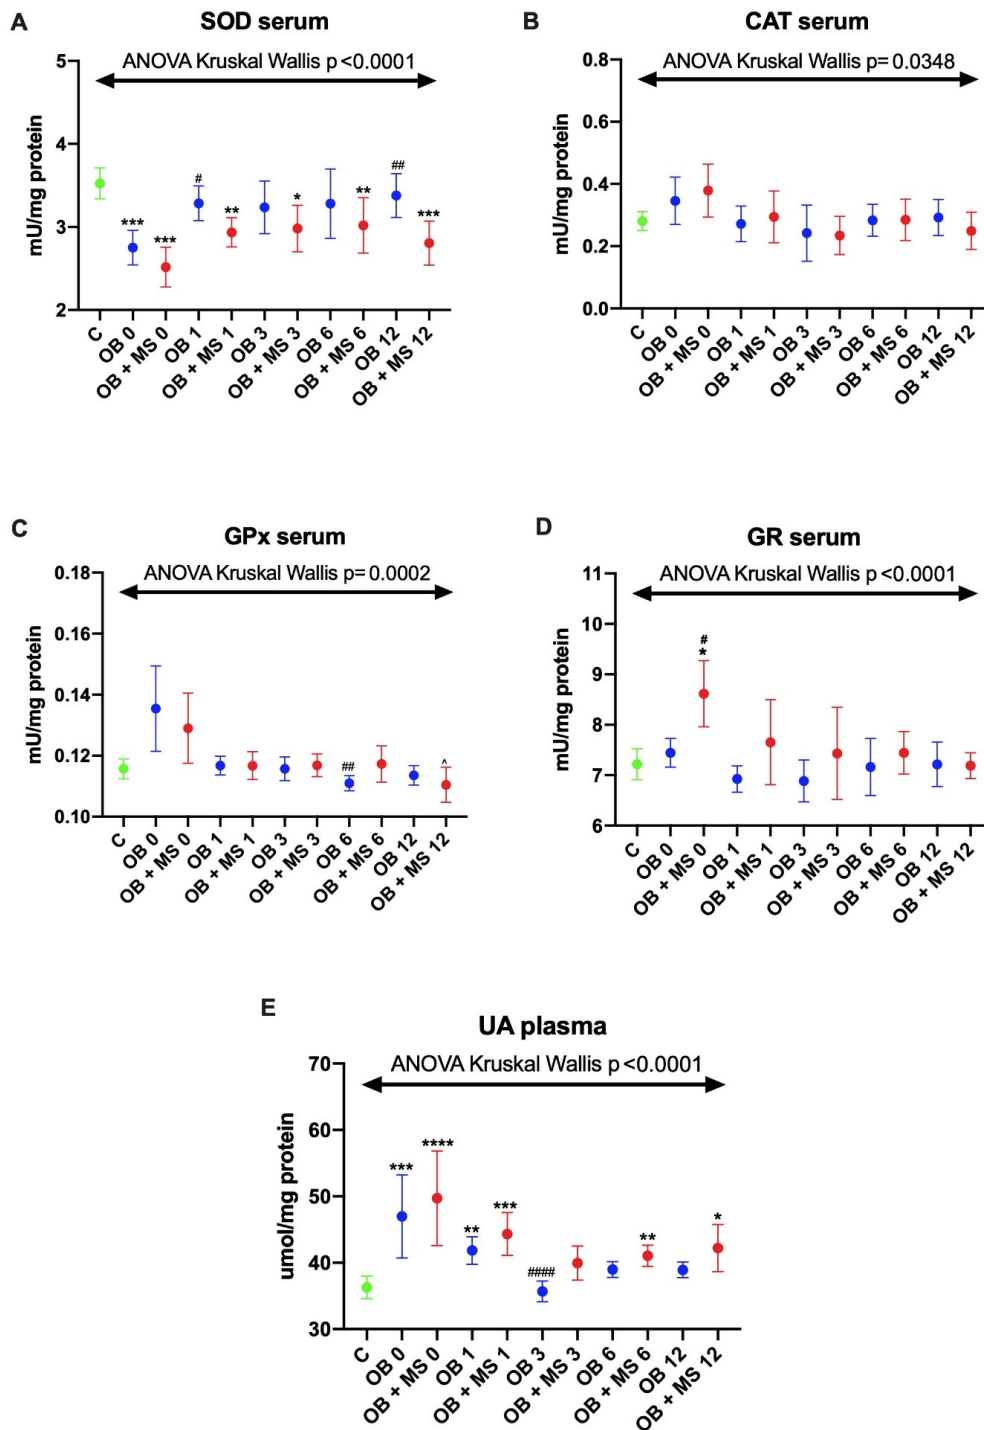 A
SOD serum
ANOVA Kruskal Wallis p <0.0001
mU/mg protein
5
4
3
2
***
***
#
**
*
**
##
***
C
OB 0
OB + MS 0
OB 1
OB + MS 1
OB 3
OB + MS 3
OB 6
OB + MS 6
OB 12
OB + MS 12
B
CAT serum
ANOVA Kruskal Wallis p= 0.0348
mU/mg protein
0.8
0.6
0.4
0.2
0.0
C
OB 0
OB + MS 0
OB 1
OB + MS 1
OB 3
OB + MS 3
OB 6
OB + MS 6
OB 12
OB + MS 12
C
GPx serum
ANOVA Kruskal Wallis p= 0.0002
mU/mg protein
0.18
0.16
0.14
0.12
0.10
##
^
C
OB 0
OB + MS 0
OB 1
OB + MS 1
OB 3
OB + MS 3
OB 6
OB + MS 6
OB 12
OB + MS 12
D
GR serum
ANOVA Kruskal Wallis p <0.0001
mU/mg protein
11
10
9
8
7
6
#
*
C
OB 0
OB + MS 0
OB 1
OB + MS 1
OB 3
OB + MS 3
OB 6
OB + MS 6
OB 12
OB + MS 12
E
UA plasma
ANOVA Kruskal Wallis p <0.0001
umol/mg protein
70
60
50
40
30
***
****
**
***
####
**
*
C
OB 0
OB + MS 0
OB 1
OB + MS 1
OB 3
OB + MS 3
OB 6
OB + MS 6
OB 12
OB + MS 12